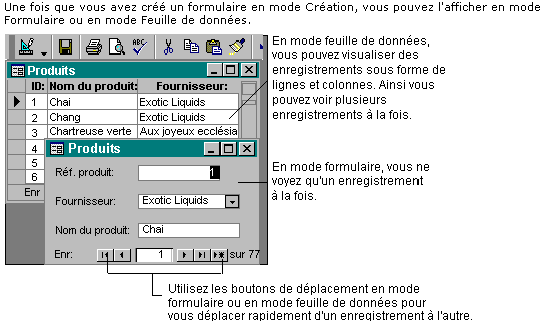 Une fois que vous avez créé un formulaire en mode Création, vous pouvez l'afficher en mode
Formulaire ou en mode Feuille de données.
Produits
ID: Nom du produit: Fournisseur:
1 Chai Exotic Liquids
2 Chang Exotic Liquids
3 Chartreuse verte Aux joyeux ecclésia
4
5
6
Enr
En mode feuille de données,
vous pouvez visualiser des
enregistrements sous forme de
lignes et colonnes. Ainsi vous
pouvez voir plusieurs
enregistrements à la fois.
Produits
Réf. produit: 1
Fournisseur: Exotic Liquids
Nom du produit: Chai
Enr: 1 sur 77
En mode formulaire, vous ne
voyez qu'un enregistrement
à la fois.
Utilisez les boutons de déplacement en mode
formulaire ou en mode feuille de données pour
vous déplacer rapidement d'un enregistrement à l'autre.